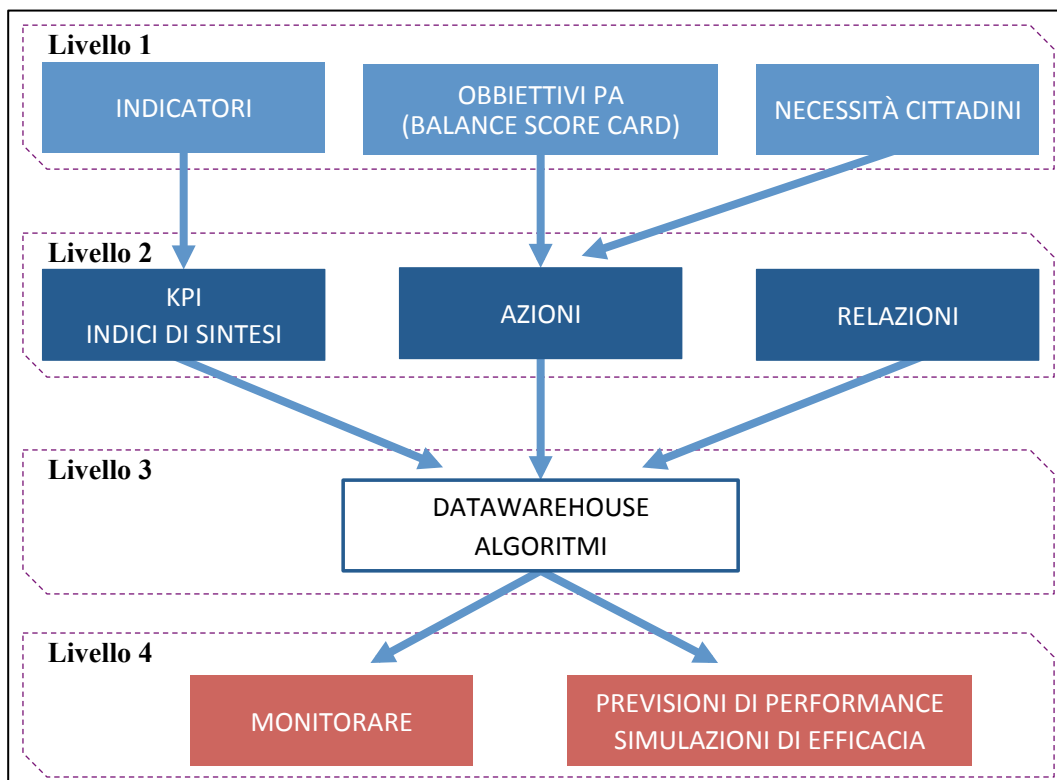 Livello 1
INDICATORI
OBBIETTIVI PA
(BALANCE SCORE CARD)
NECESSITÀ CITTADINI
Livello 2
KPI
INDICI DI SINTESI
AZIONI
RELAZIONI
Livello 3
DATAWAREHOUSE
ALGORITMI
Livello 4
MONITORARE
PREVISIONI DI PERFORMANCE
SIMULAZIONI DI EFFICACIA